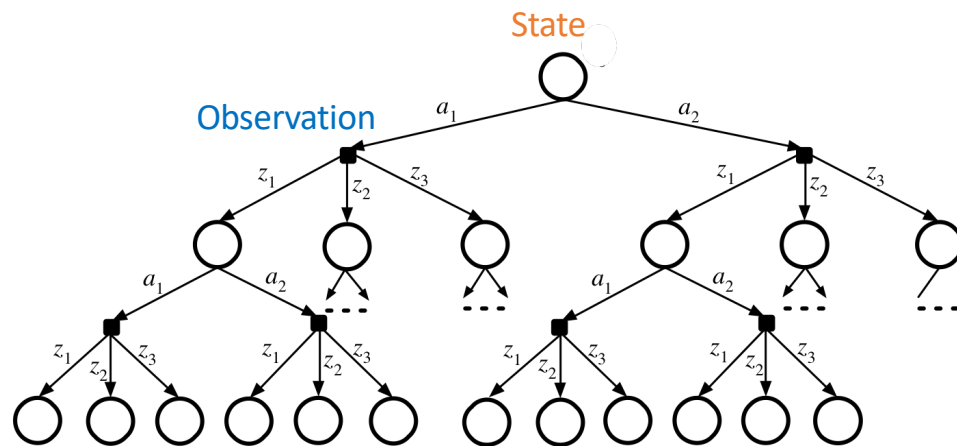 State
Observation
a₁ a₂
z₁ z₂ z₃ z₁ z₂ z₃
a₁ a₂ a₁ a₂
z₁ z₂ z₃ z₁ z₂ z₃ z₁ z₂ z₃ z₁ z₂ z₃